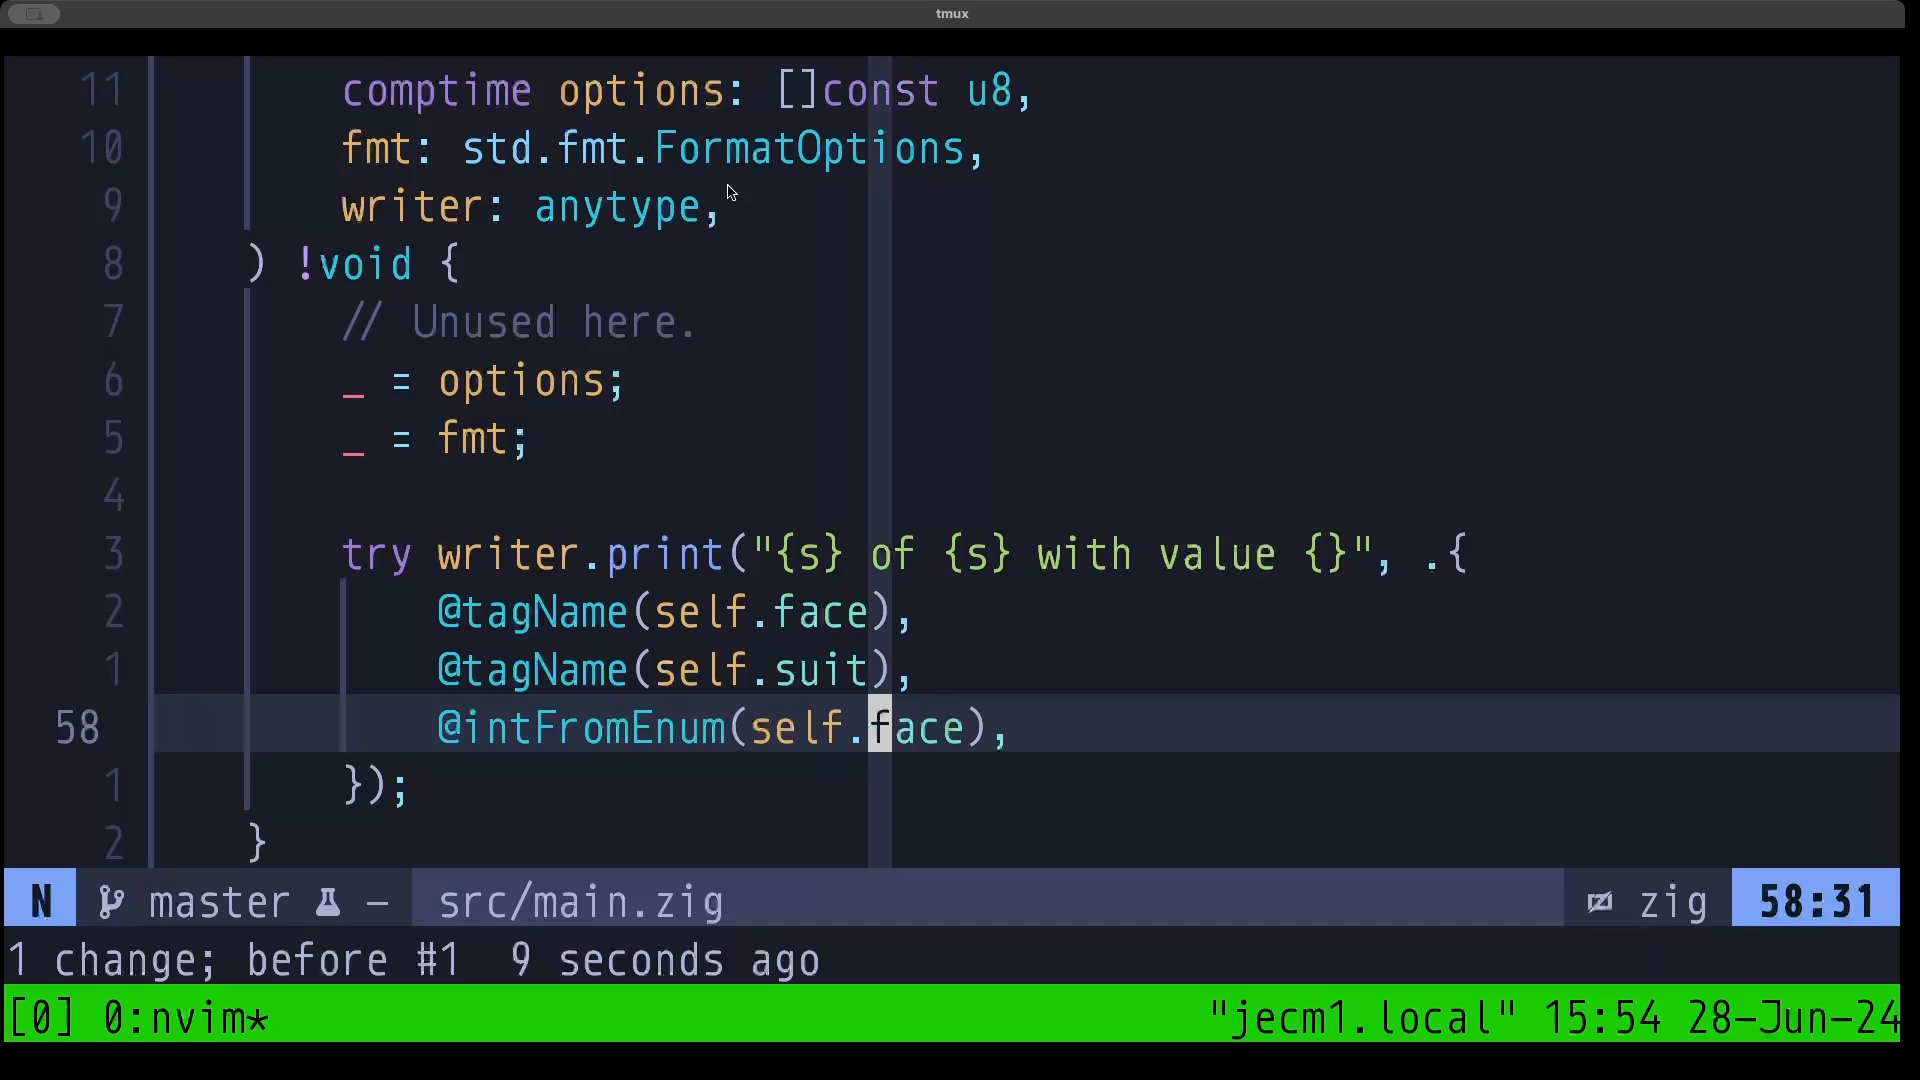 tmux
11 comptime options: []const u8,
10 fmt: std.fmt.FormatOptions,
9 writer: anytype,
8 ) !void {
7 // Unused here.
6 _ = options;
5 _ = fmt;
4
3 try writer.print("{s} of {s} with value {}", .{
2 @tagName(self.face),
1 @tagName(self.suit),
58 @intFromEnum(self.face),
1 });
2 }
N master — src/main.zig zig 58:31
1 change; before #1 9 seconds ago
[0] 0:nvim* "jecm1.local" 15:54 28-Jun-24